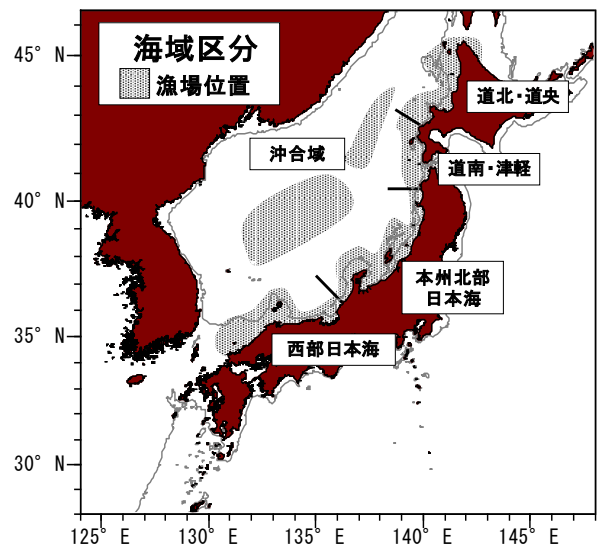 海域区分
漁場位置
45° N
40° N
35° N
30° N
道北・道央
沖合域
道南・津軽
本州北部
日本海
西部日本海
125° E
130° E
135° E
140° E
145° E